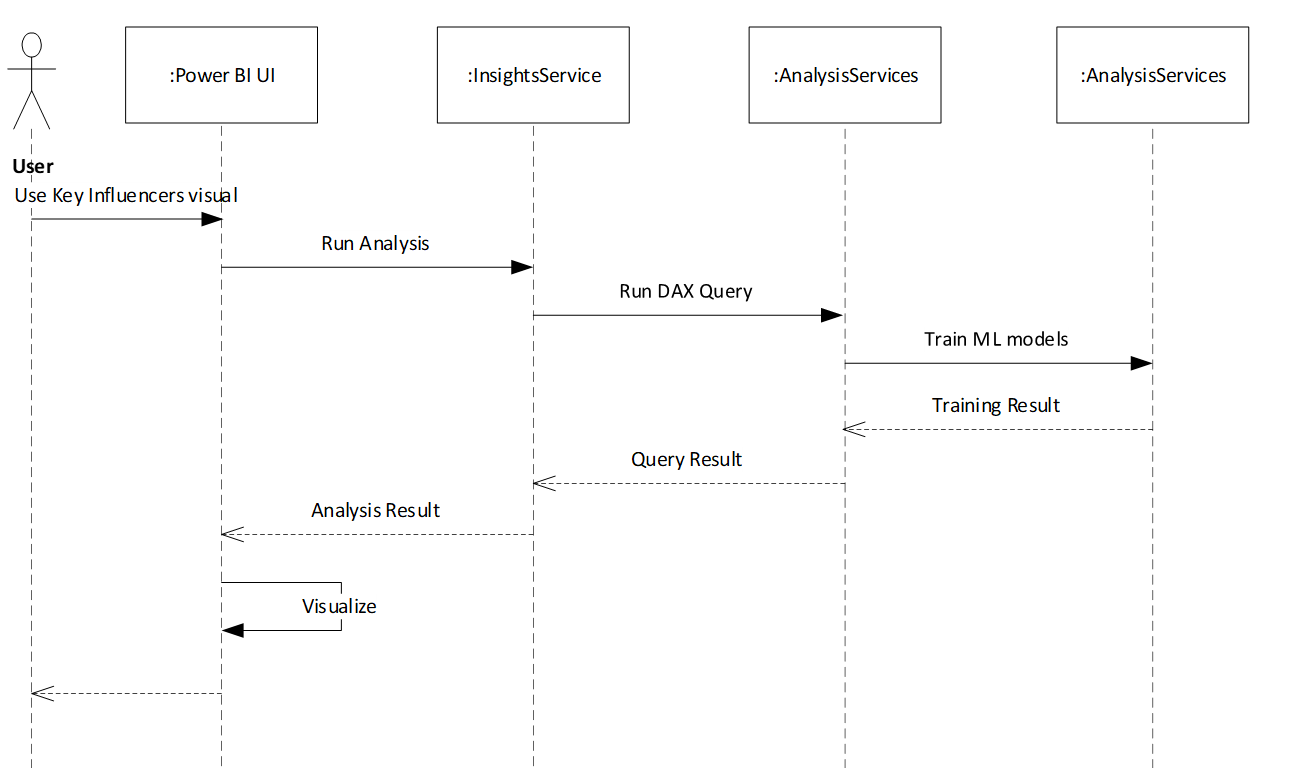 :Power BI UI
:InsightsService
:AnalysisServices
:AnalysisServices
User
Use Key Influencers visual
Run Analysis
Run DAX Query
Train ML models
Training Result
Query Result
Analysis Result
Visualize